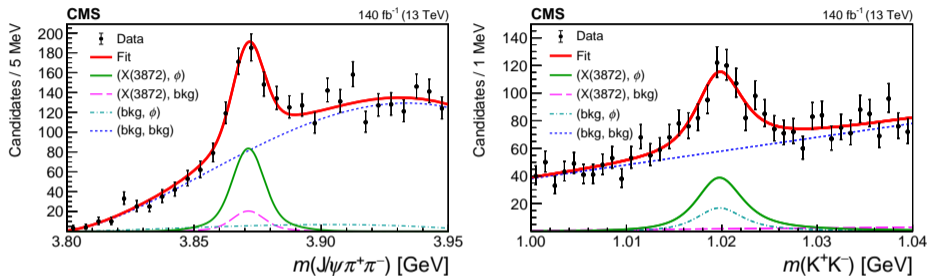 CMS 140 fb⁻¹ (13 TeV)
Candidates / 5 MeV
200
180
160
140
120
100
80
60
40
20
Data
Fit
(X(3872), ϕ)
(X(3872), bkg)
(bkg, ϕ)
(bkg, bkg)
3.80 3.85 3.90 3.95
m(J/ψπ⁺π⁻) [GeV]
CMS 140 fb⁻¹ (13 TeV)
Candidates / 1 MeV
140
120
100
80
60
40
20
Data
Fit
(X(3872), ϕ)
(X(3872), bkg)
(bkg, ϕ)
(bkg, bkg)
1.00 1.01 1.02 1.03 1.04
m(K⁺K⁻) [GeV]